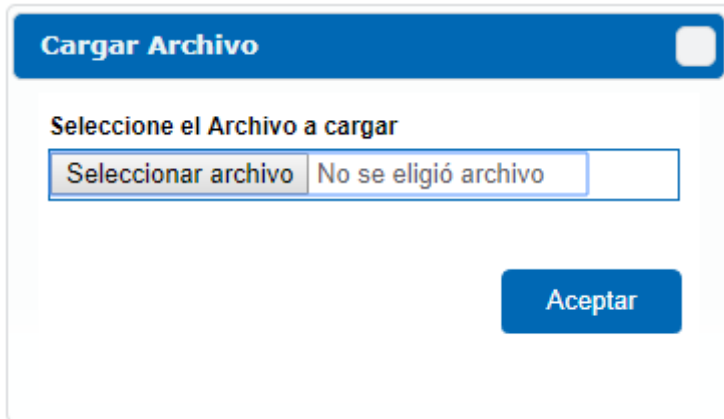 Cargar Archivo
Seleccione el Archivo a cargar
Seleccionar archivo No se eligió archivo
Aceptar